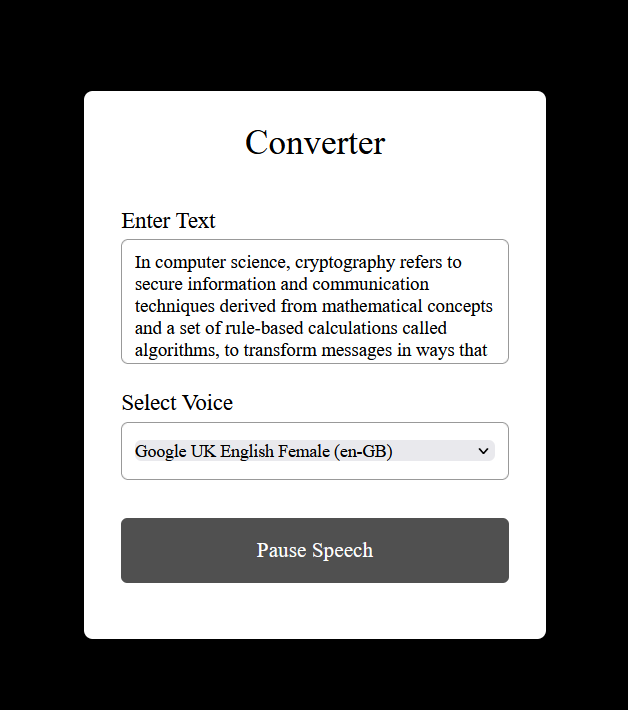 Converter
Enter Text
In computer science, cryptography refers to
secure information and communication
techniques derived from mathematical concepts
and a set of rule-based calculations called
algorithms, to transform messages in ways that
Select Voice
Google UK English Female (en-GB)
Pause Speech